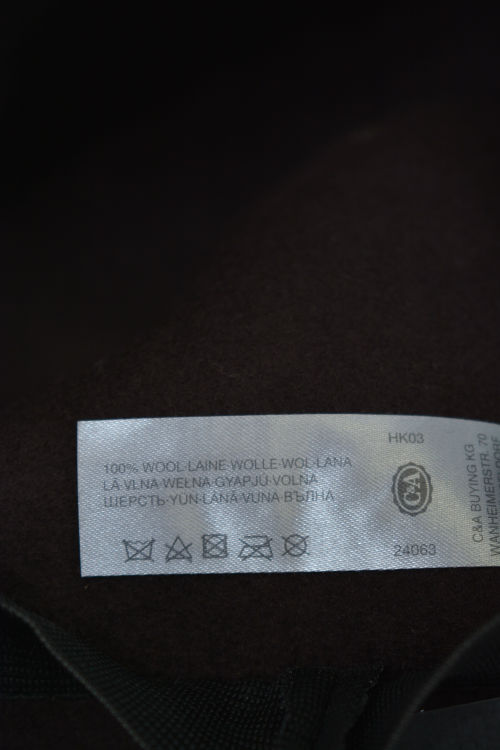 HK03
100% WOOL·LAINE·WOLLE·WOL·LANA
LÃ·VLNA·WEŁNA·GYAPJÚ·VOLNA
ШЕРСТЬ·YÜN·LÂNĂ·VUNA·ВЪЛНА
C&A
24063
C&A BUYING KG
WANHEIMERSTR. 70